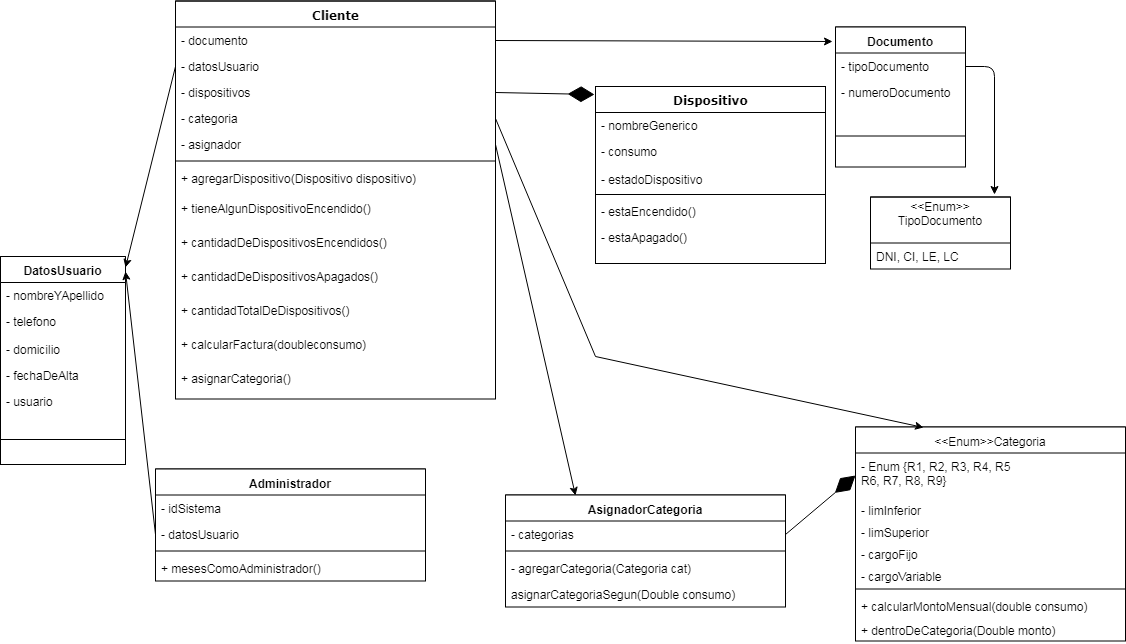 Cliente
- documento
- datosUsuario
- dispositivos
- categoria
- asignador
+ agregarDispositivo(Dispositivo dispositivo)
+ tieneAlgunDispositivoEncendido()
+ cantidadDeDispositivosEncendidos()
+ cantidadDeDispositivosApagados()
+ cantidadTotalDeDispositivos()
+ calcularFactura(doubleconsumo)
+ asignarCategoria()
Documento
- tipoDocumento
- numeroDocumento
Dispositivo
- nombreGenerico
- consumo
- estadoDispositivo
- estaEncendido()
- estaApagado()
<<Enum>>
TipoDocumento
DNI, CI, LE, LC
DatosUsuario
- nombreYApellido
- telefono
- domicilio
- fechaDeAlta
- usuario
Administrador
- idSistema
- datosUsuario
+ mesesComoAdministrador()
AsignadorCategoria
- categorias
- agregarCategoria(Categoria cat)
asignarCategoriaSegun(Double consumo)
<<Enum>>Categoria
- Enum {R1, R2, R3, R4, R5
R6, R7, R8, R9}
- limInferior
- limSuperior
- cargoFijo
- cargoVariable
+ calcularMontoMensual(double consumo)
+ dentroDeCategoria(Double monto)